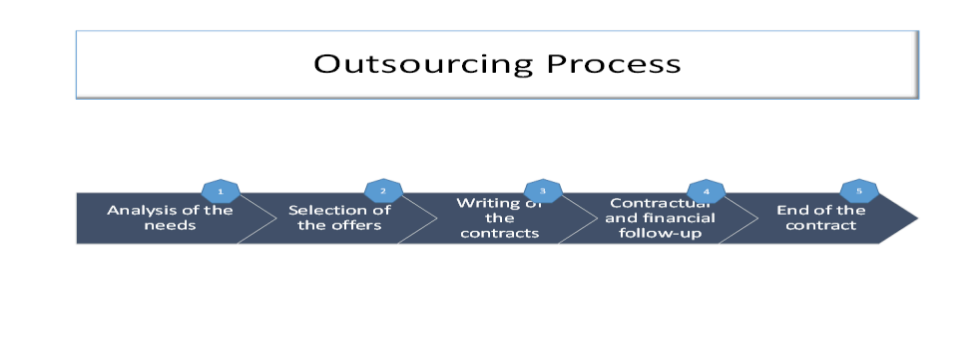 Outsourcing Process
1
Analysis of the
needs
2
Selection of
the offers
3
Writing of
the
contracts
4
Contractual
and financial
follow-up
5
End of the
contract